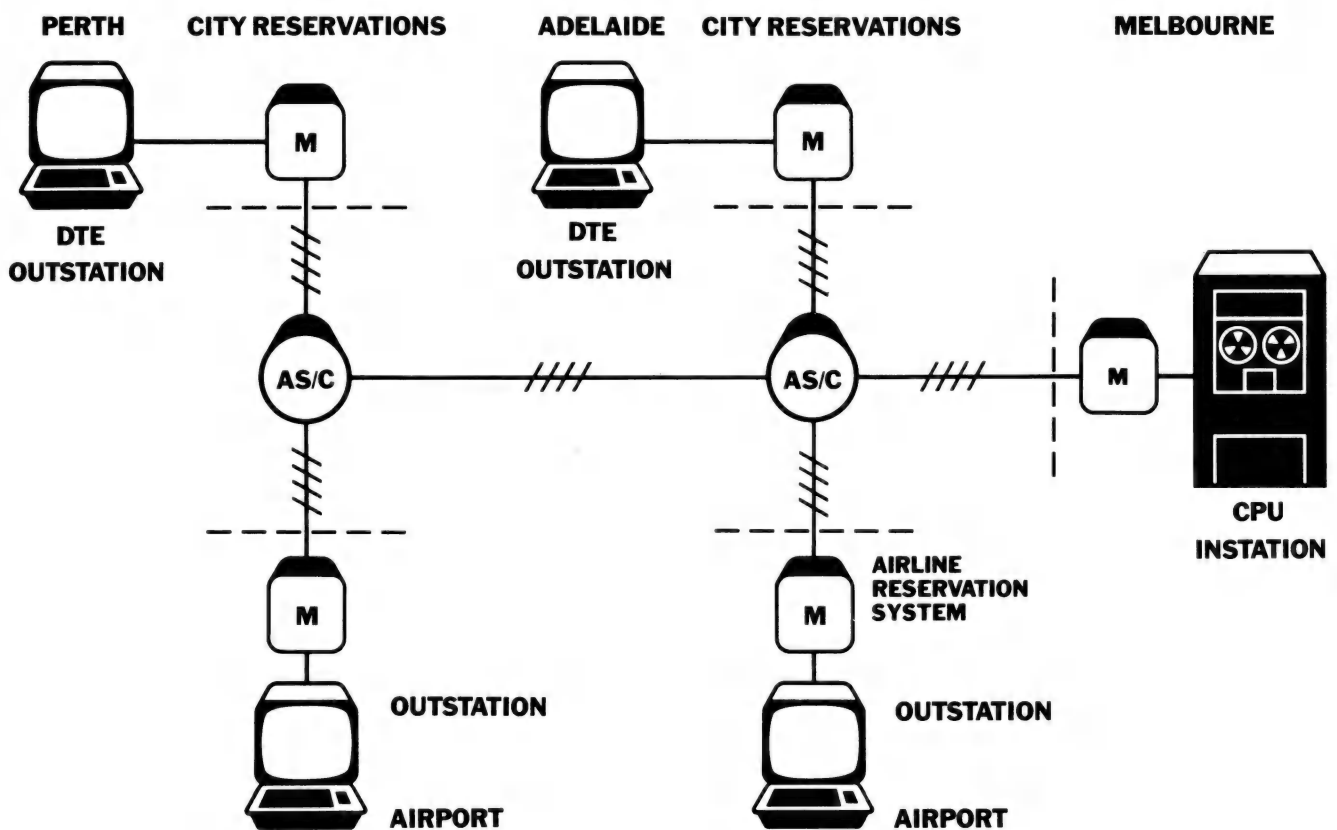 PERTH CITY RESERVATIONS ADELAIDE CITY RESERVATIONS MELBOURNE
M M
DTE
OUTSTATION
DTE
OUTSTATION
AS/C AS/C M
CPU
INSTATION
M M
AIRLINE
RESERVATION
SYSTEM
OUTSTATION OUTSTATION
AIRPORT AIRPORT